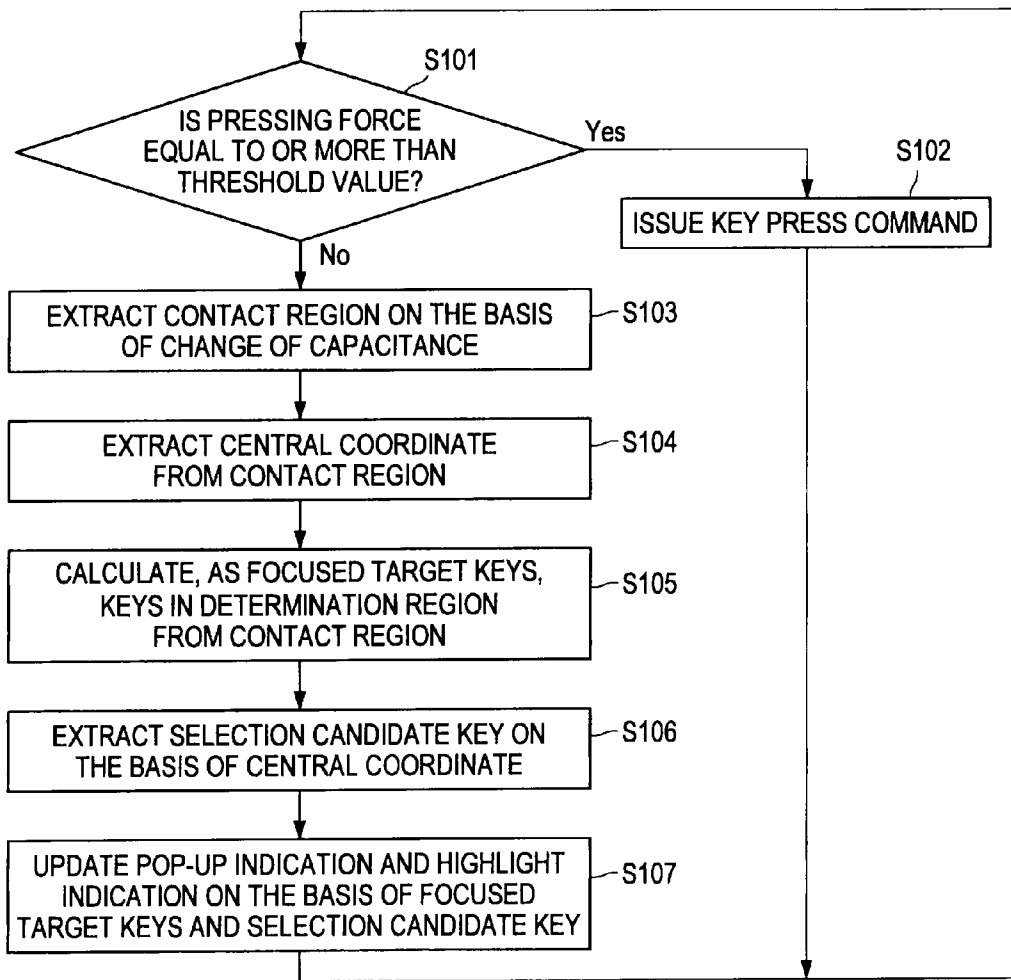 S101
IS PRESSING FORCE
EQUAL TO OR MORE THAN
THRESHOLD VALUE?
Yes
S102
ISSUE KEY PRESS COMMAND
No
EXTRACT CONTACT REGION ON THE BASIS
OF CHANGE OF CAPACITANCE
S103
EXTRACT CENTRAL COORDINATE
FROM CONTACT REGION
S104
CALCULATE, AS FOCUSED TARGET KEYS,
KEYS IN DETERMINATION REGION
FROM CONTACT REGION
S105
EXTRACT SELECTION CANDIDATE KEY ON
THE BASIS OF CENTRAL COORDINATE
S106
UPDATE POP-UP INDICATION AND HIGHLIGHT
INDICATION ON THE BASIS OF FOCUSED
TARGET KEYS AND SELECTION CANDIDATE KEY
S107